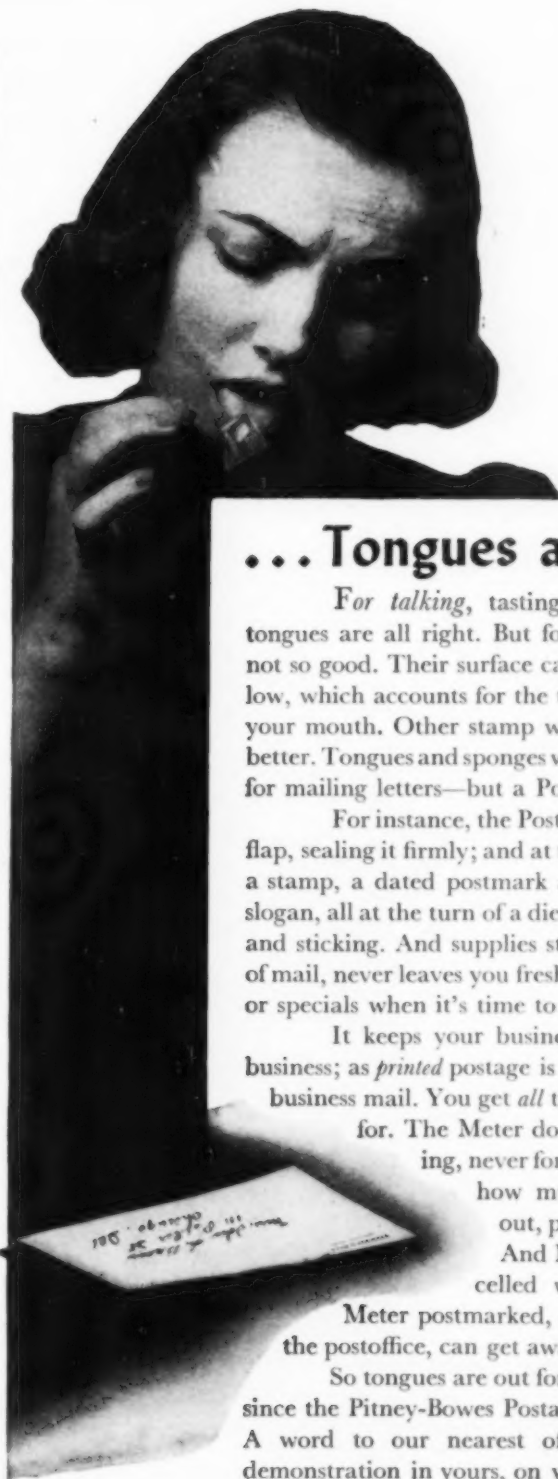 ... Tongues a
For talking, tasting
tongues are all right. But fo
not so good. Their surface ca
low, which accounts for the
your mouth. Other stamp w
better. Tongues and sponges w
for mailing letters—but a Po
For instance, the Post
flap, sealing it firmly; and at
a stamp, a dated postmark
slogan, all at the turn of a die
and sticking. And supplies st
of mail, never leaves you fresh
or specials when it's time to
It keeps your busine
business; as printed postage is
business mail. You get all t
for. The Meter do
ing, never for
how m
out, p
And
celled w
Meter postmarked,
the postoffice, can get aw
So tongues are out fo
since the Pitney-Bowes Posta
A word to our nearest of
demonstration in yours, on
Chicago